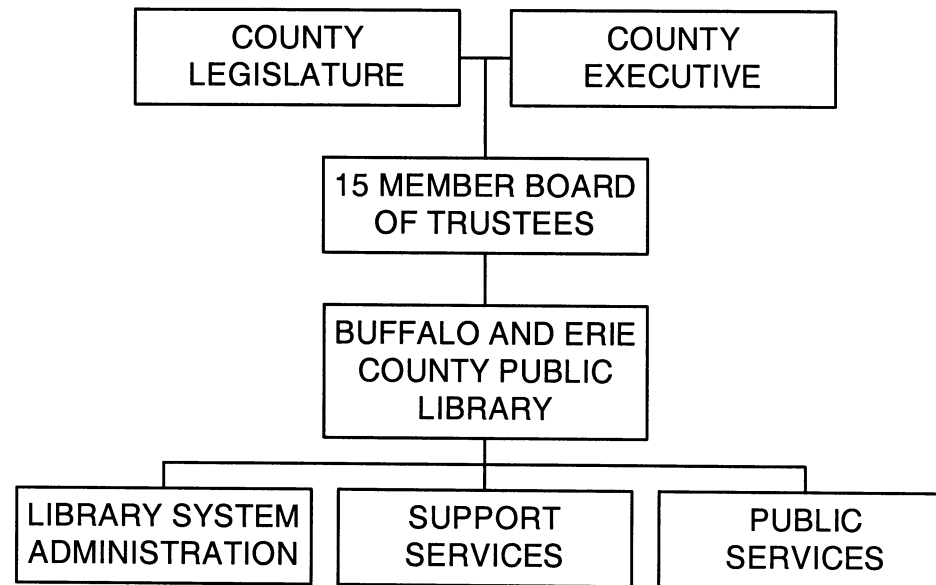 COUNTY
LEGISLATURE
COUNTY
EXECUTIVE
15 MEMBER BOARD
OF TRUSTEES
BUFFALO AND ERIE
COUNTY PUBLIC
LIBRARY
LIBRARY SYSTEM
ADMINISTRATION
SUPPORT
SERVICES
PUBLIC
SERVICES